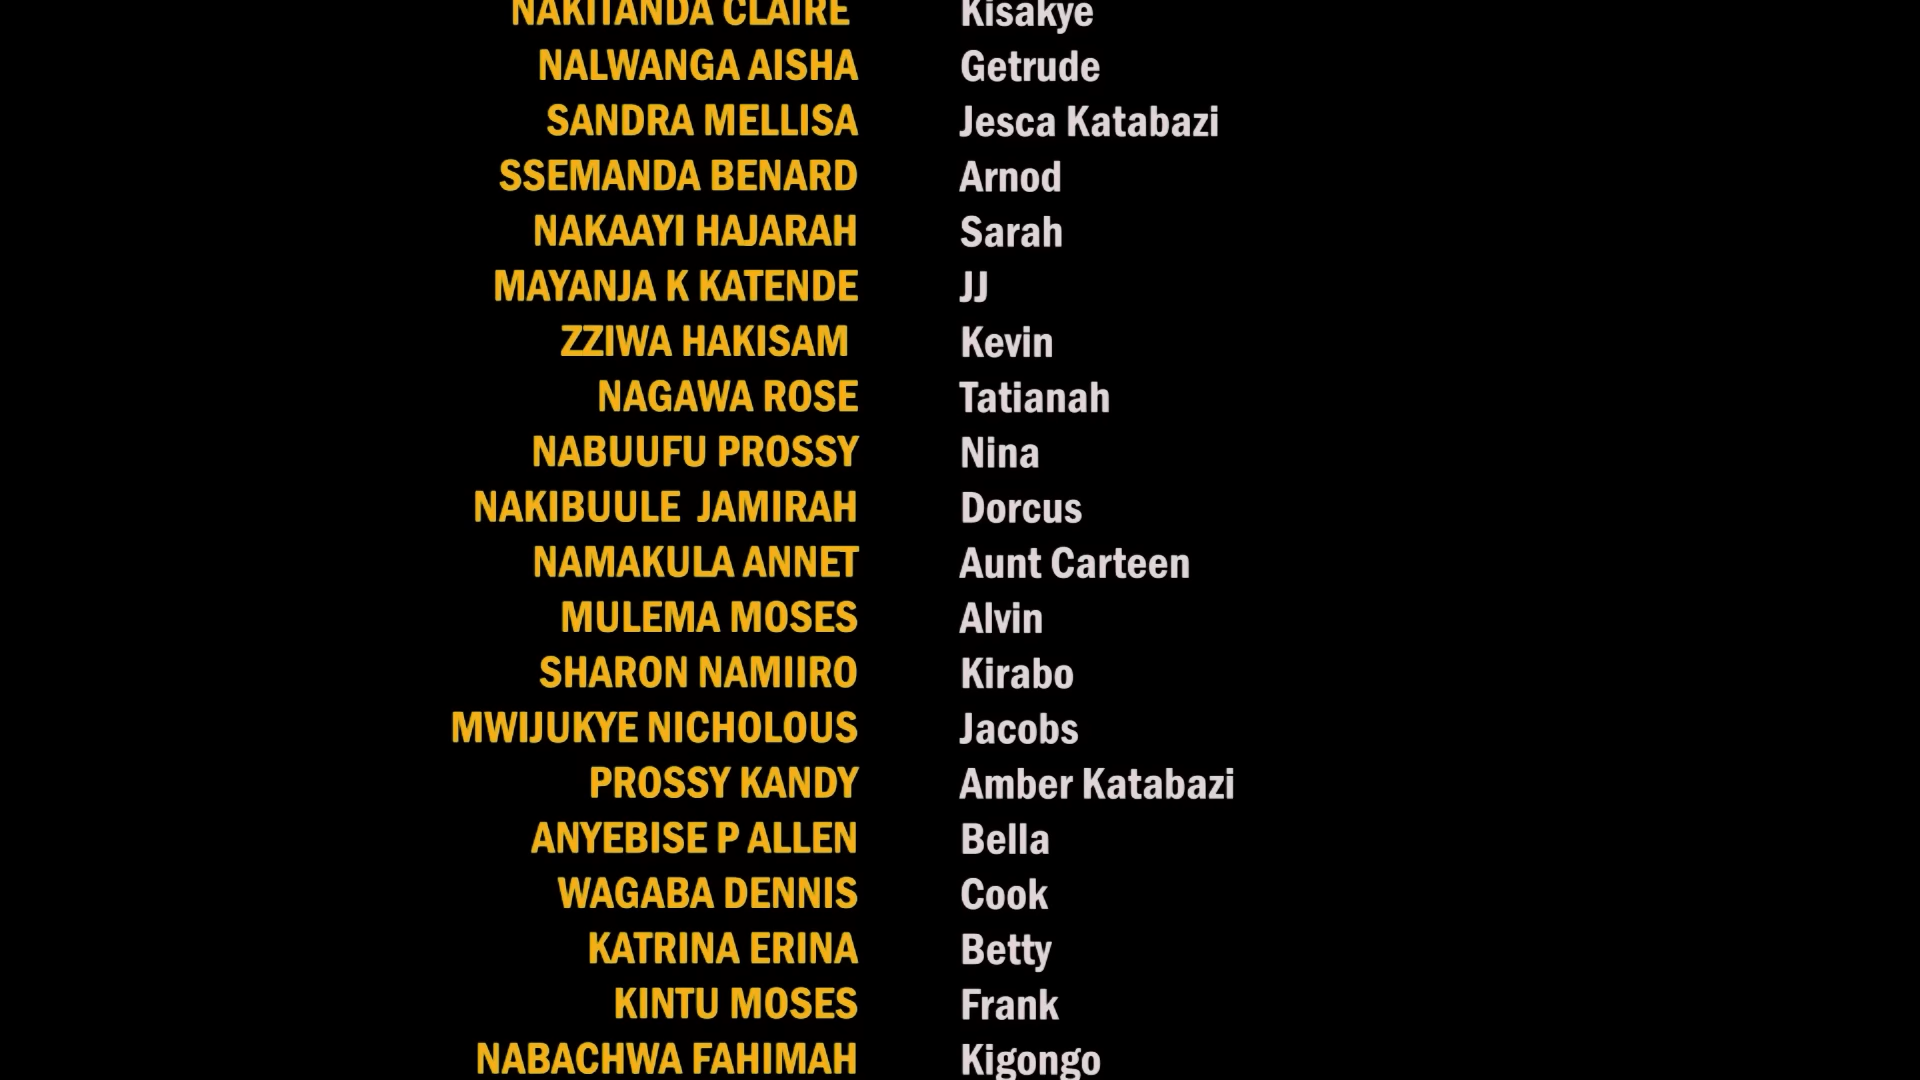 NAKITANDA CLAIRE Kisakye
NALWANGA AISHA Getrude
SANDRA MELLISA Jesca Katabazi
SSEMANDA BENARD Arnod
NAKAAYI HAJARAH Sarah
MAYANJA K KATENDE JJ
ZZIWA HAKISAM Kevin
NAGAWA ROSE Tatianah
NABUUFU PROSSY Nina
NAKIBUULE JAMIRAH Dorcus
NAMAKULA ANNET Aunt Carteen
MULEMA MOSES Alvin
SHARON NAMIIRO Kirabo
MWIJUKYE NICHOLOUS Jacobs
PROSSY KANDY Amber Katabazi
ANYEBISE P ALLEN Bella
WAGABA DENNIS Cook
KATRINA ERINA Betty
KINTU MOSES Frank
NABACHWA FAHIMAH Kigongo